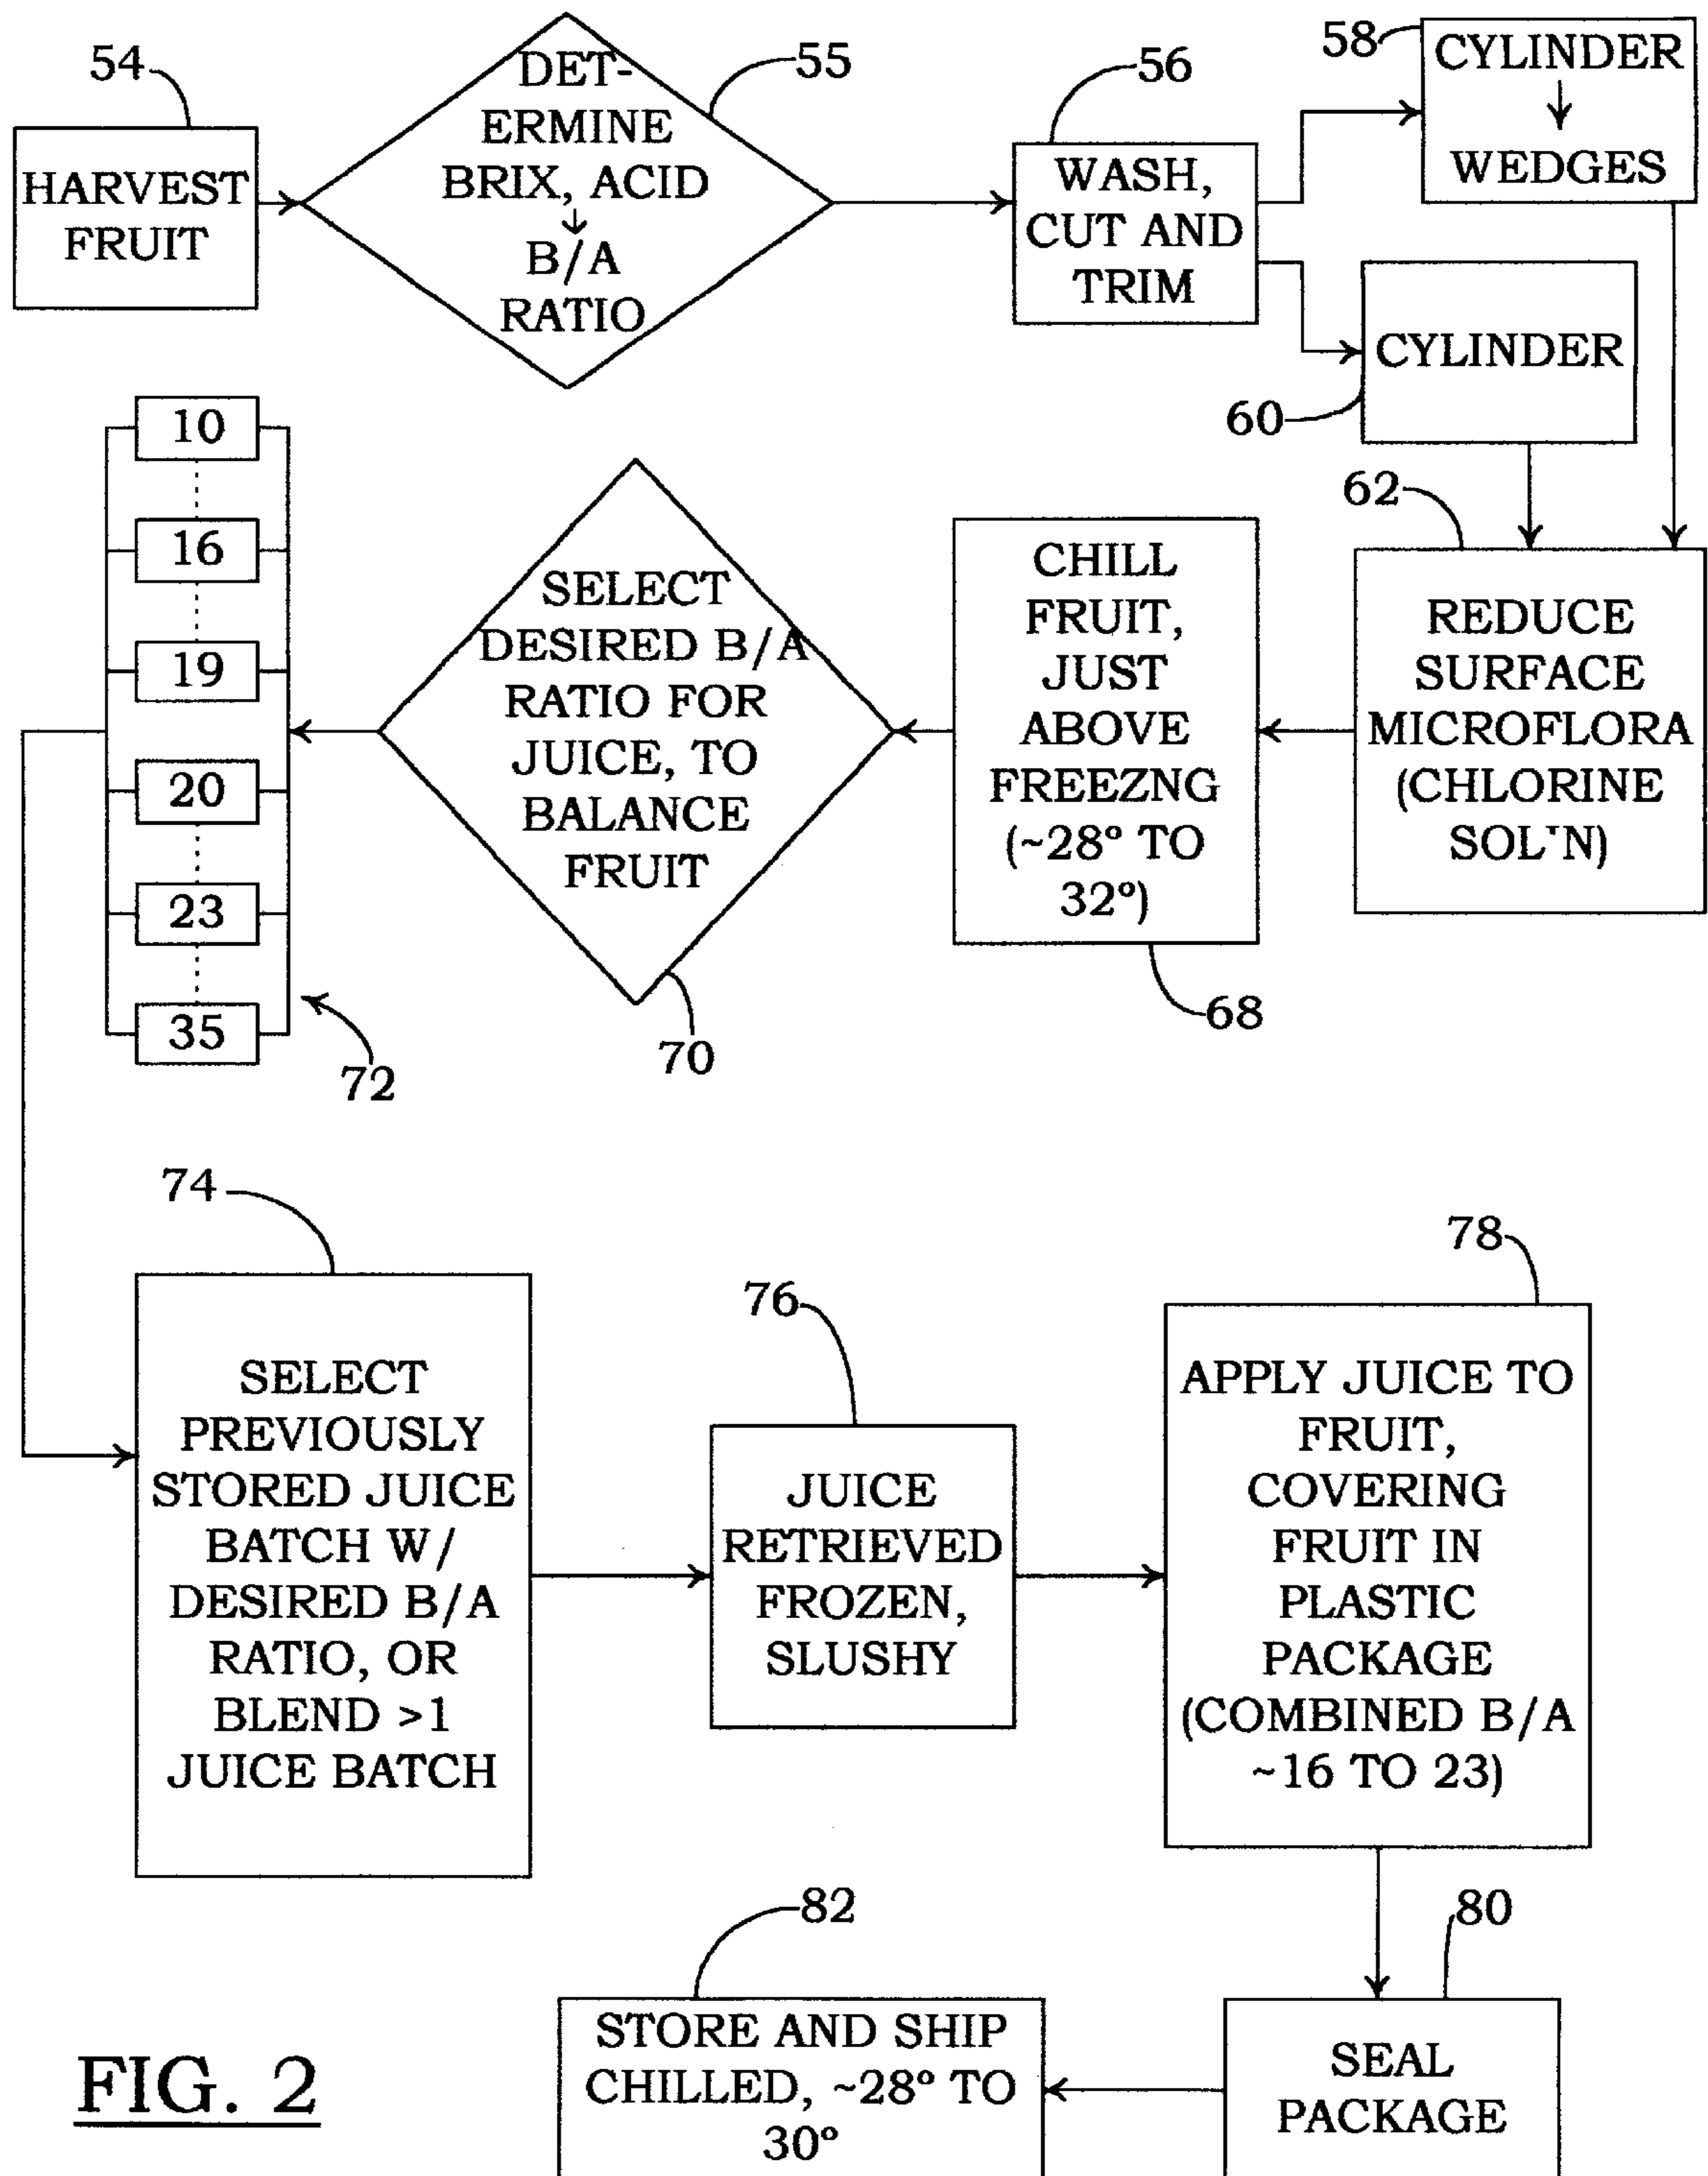 54
HARVEST
FRUIT
55
DET-
ERMINE
BRIX, ACID
↓
B/A
RATIO
56
WASH,
CUT AND
TRIM
58
CYLINDER
↓
WEDGES
60
CYLINDER
62
REDUCE
SURFACE
MICROFLORA
(CHLORINE
SOL'N)
CHILL
FRUIT,
JUST
ABOVE
FREEZNG
(~28° TO
32°)
68
SELECT
DESIRED B/A
RATIO FOR
JUICE, TO
BALANCE
FRUIT
70
10
16
19
20
23
35
72
74
SELECT
PREVIOUSLY
STORED JUICE
BATCH W/
DESIRED B/A
RATIO, OR
BLEND >1
JUICE BATCH
76
JUICE
RETRIEVED
FROZEN,
SLUSHY
78
APPLY JUICE TO
FRUIT,
COVERING
FRUIT IN
PLASTIC
PACKAGE
(COMBINED B/A
~16 TO 23)
80
SEAL
PACKAGE
82
STORE AND SHIP
CHILLED, ~28° TO
30°
FIG. 2